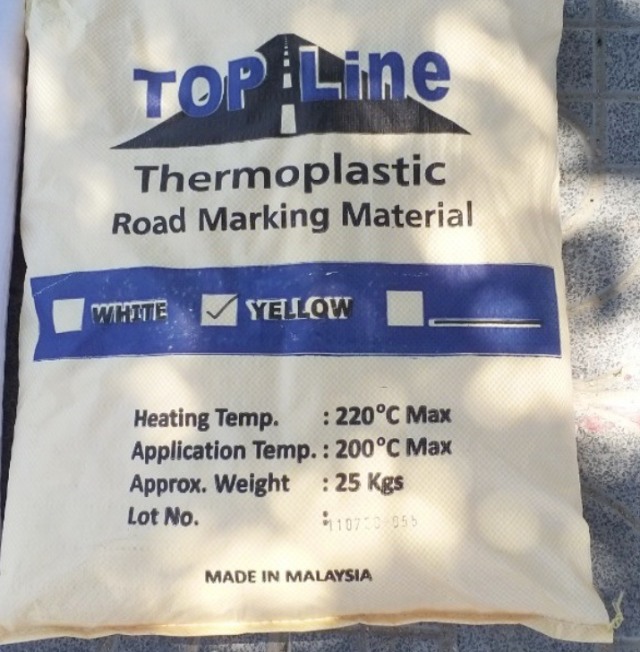 TOP Line
Thermoplastic
Road Marking Material
WHITE YELLOW
Heating Temp. : 220°C Max
Application Temp. : 200°C Max
Approx. Weight : 25 Kgs
Lot No. :
MADE IN MALAYSIA